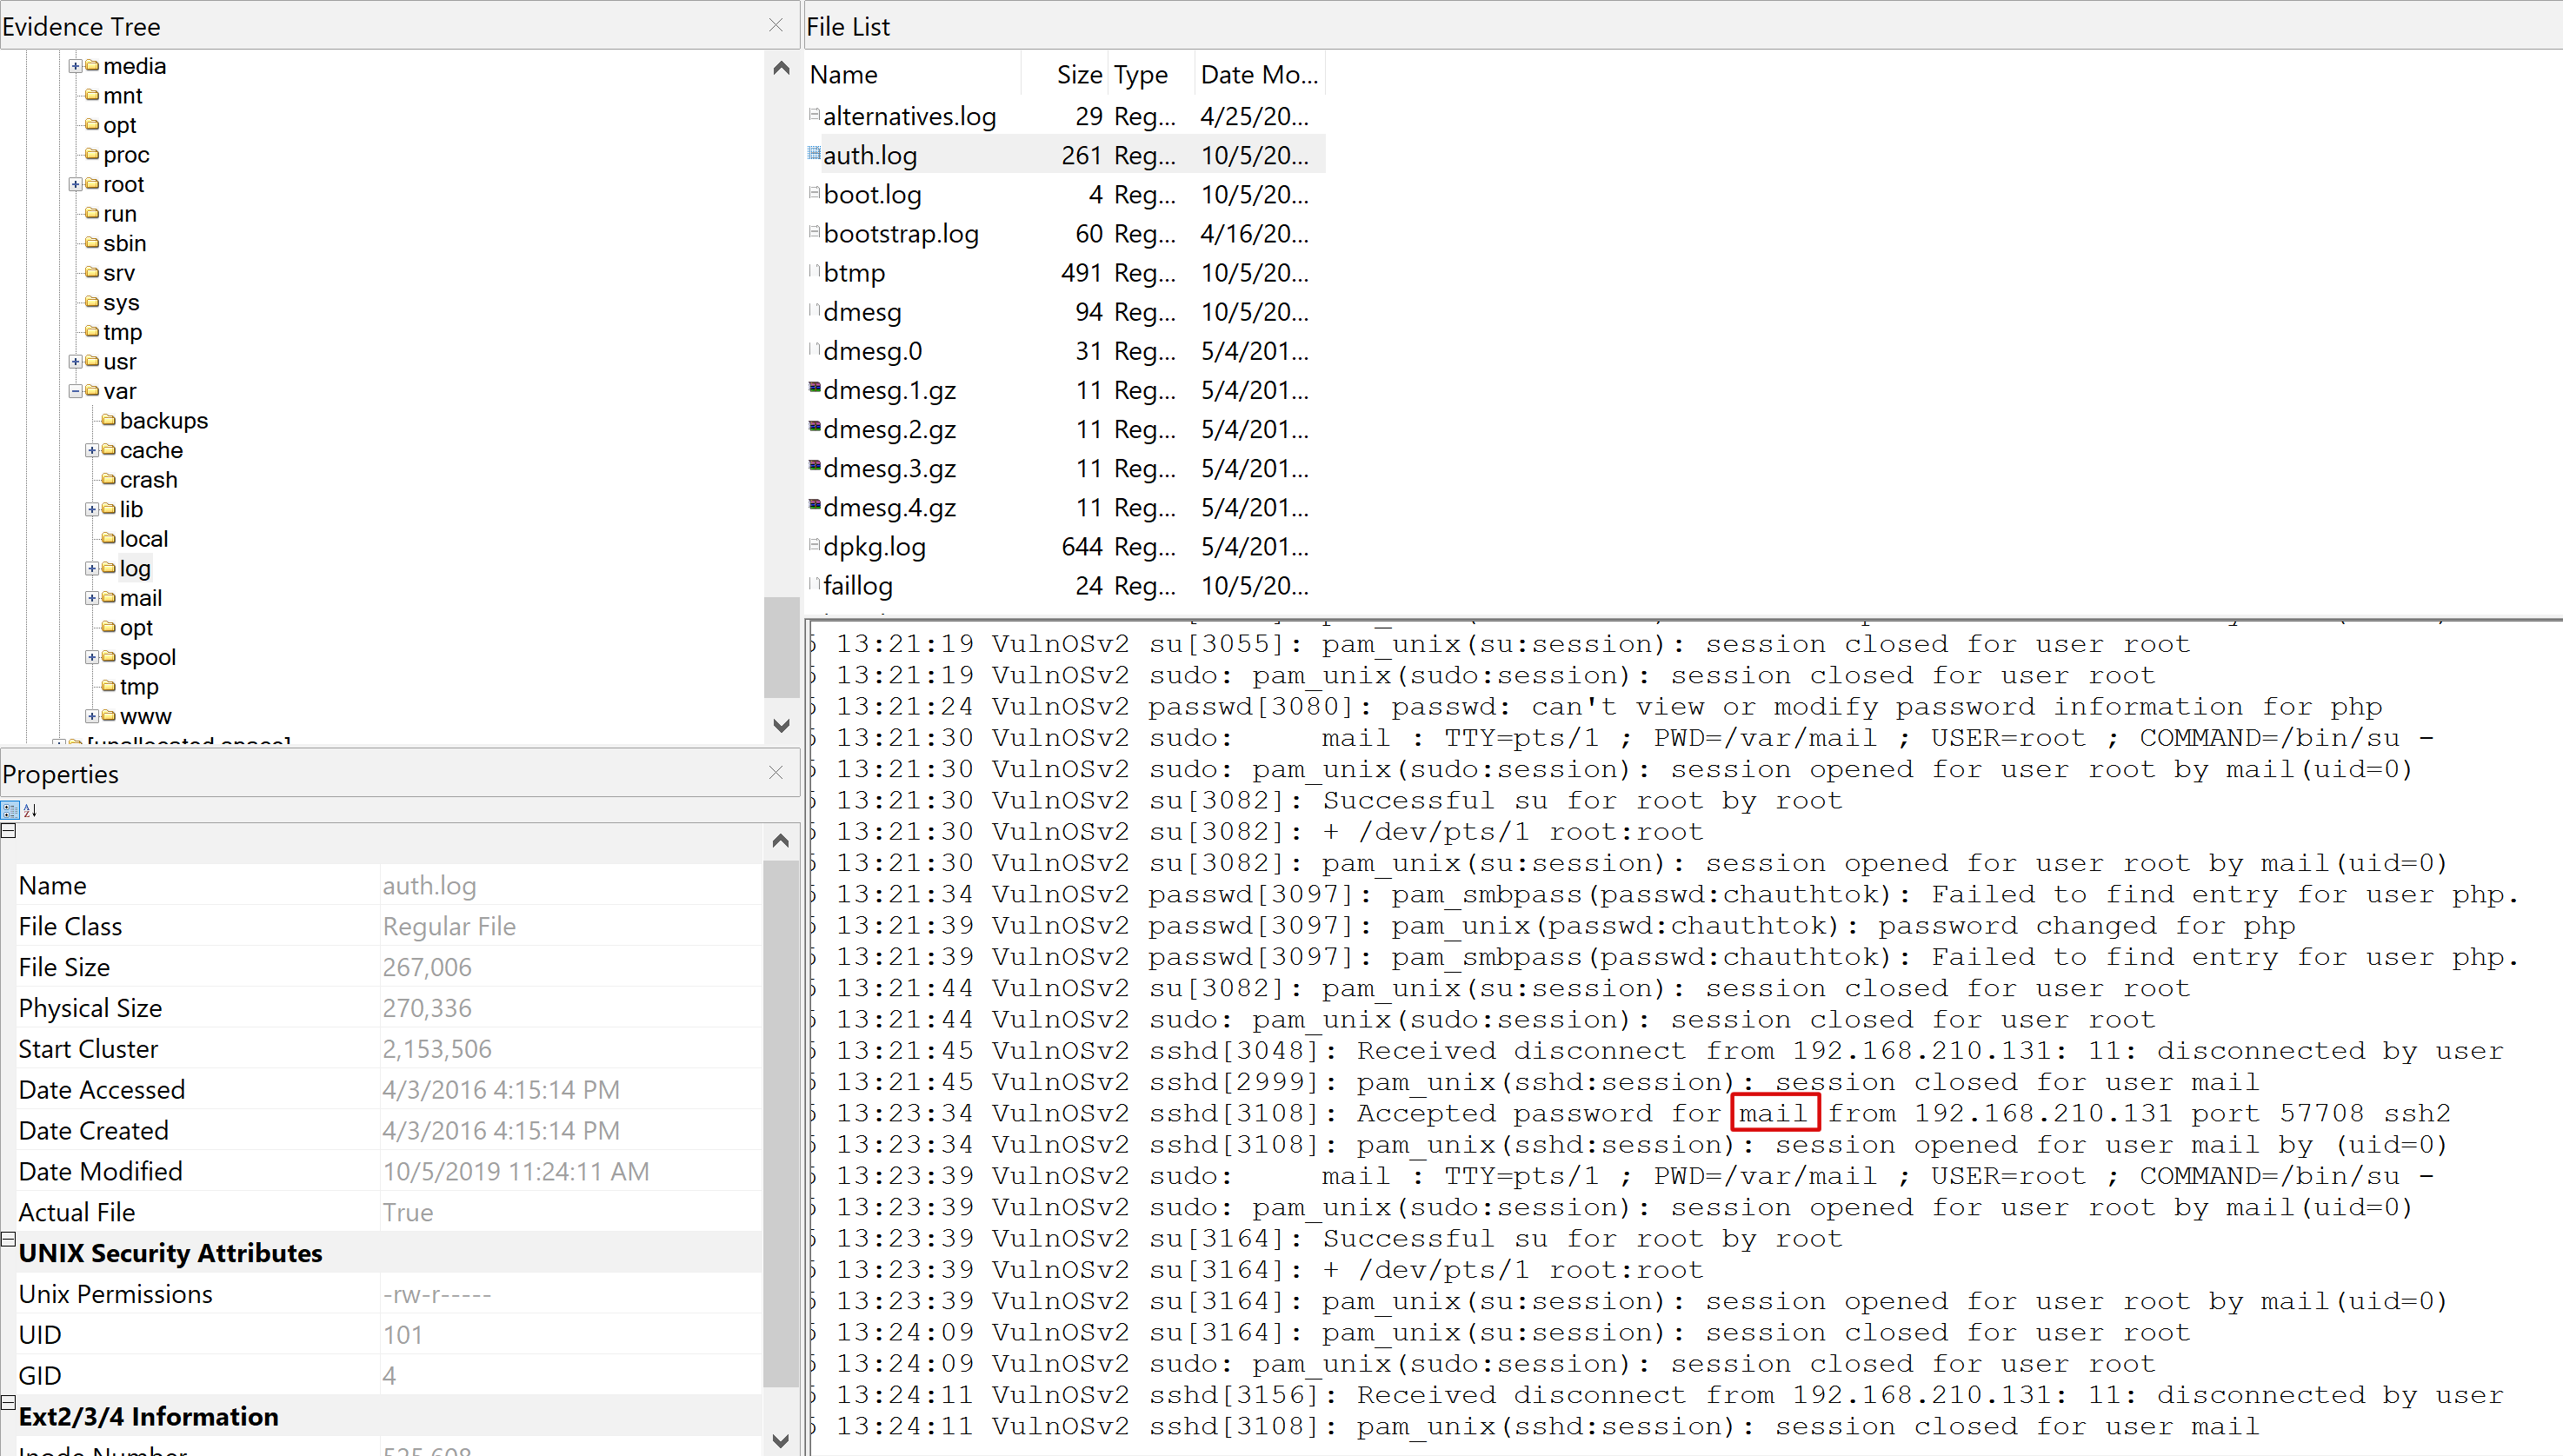 Evidence Tree
media
mnt
opt
proc
root
run
sbin
srv
sys
tmp
usr
var
backups
cache
crash
lib
local
log
mail
opt
spool
tmp
www
[unallocated space]
Properties
Name auth.log
File Class Regular File
File Size 267,006
Physical Size 270,336
Start Cluster 2,153,506
Date Accessed 4/3/2016 4:15:14 PM
Date Created 4/3/2016 4:15:14 PM
Date Modified 10/5/2019 11:24:11 AM
Actual File True
UNIX Security Attributes
Unix Permissions -rw-r-----
UID 101
GID 4
Ext2/3/4 Information
Inode Number 525,608
File List
Name Size Type Date Mo...
alternatives.log 29 Reg... 4/25/20...
auth.log 261 Reg... 10/5/20...
boot.log 4 Reg... 10/5/20...
bootstrap.log 60 Reg... 4/16/20...
btmp 491 Reg... 10/5/20...
dmesg 94 Reg... 10/5/20...
dmesg.0 31 Reg... 5/4/201...
dmesg.1.gz 11 Reg... 5/4/201...
dmesg.2.gz 11 Reg... 5/4/201...
dmesg.3.gz 11 Reg... 5/4/201...
dmesg.4.gz 11 Reg... 5/4/201...
dpkg.log 644 Reg... 5/4/201...
faillog 24 Reg... 10/5/20...
13:21:19 VulnOSv2 su[3055]: pam_unix(su:session): session closed for user root
13:21:19 VulnOSv2 sudo: pam_unix(sudo:session): session closed for user root
13:21:24 VulnOSv2 passwd[3080]: passwd: can't view or modify password information for php
13:21:30 VulnOSv2 sudo:     mail : TTY=pts/1 ; PWD=/var/mail ; USER=root ; COMMAND=/bin/su -
13:21:30 VulnOSv2 sudo: pam_unix(sudo:session): session opened for user root by mail(uid=0)
13:21:30 VulnOSv2 su[3082]: Successful su for root by root
13:21:30 VulnOSv2 su[3082]: + /dev/pts/1 root:root
13:21:30 VulnOSv2 su[3082]: pam_unix(su:session): session opened for user root by mail(uid=0)
13:21:34 VulnOSv2 passwd[3097]: pam_smbpass(passwd:chauthtok): Failed to find entry for user php.
13:21:39 VulnOSv2 passwd[3097]: pam_unix(passwd:chauthtok): password changed for php
13:21:39 VulnOSv2 passwd[3097]: pam_smbpass(passwd:chauthtok): Failed to find entry for user php.
13:21:44 VulnOSv2 su[3082]: pam_unix(su:session): session closed for user root
13:21:44 VulnOSv2 sudo: pam_unix(sudo:session): session closed for user root
13:21:45 VulnOSv2 sshd[3048]: Received disconnect from 192.168.210.131: 11: disconnected by user
13:21:45 VulnOSv2 sshd[2999]: pam_unix(sshd:session): session closed for user mail
13:23:34 VulnOSv2 sshd[3108]: Accepted password for mail from 192.168.210.131 port 57708 ssh2
13:23:34 VulnOSv2 sshd[3108]: pam_unix(sshd:session): session opened for user mail by (uid=0)
13:23:39 VulnOSv2 sudo:     mail : TTY=pts/1 ; PWD=/var/mail ; USER=root ; COMMAND=/bin/su -
13:23:39 VulnOSv2 sudo: pam_unix(sudo:session): session opened for user root by mail(uid=0)
13:23:39 VulnOSv2 su[3164]: Successful su for root by root
13:23:39 VulnOSv2 su[3164]: + /dev/pts/1 root:root
13:23:39 VulnOSv2 su[3164]: pam_unix(su:session): session opened for user root by mail(uid=0)
13:24:09 VulnOSv2 su[3164]: pam_unix(su:session): session closed for user root
13:24:09 VulnOSv2 sudo: pam_unix(sudo:session): session closed for user root
13:24:11 VulnOSv2 sshd[3156]: Received disconnect from 192.168.210.131: 11: disconnected by user
13:24:11 VulnOSv2 sshd[3108]: pam_unix(sshd:session): session closed for user mail